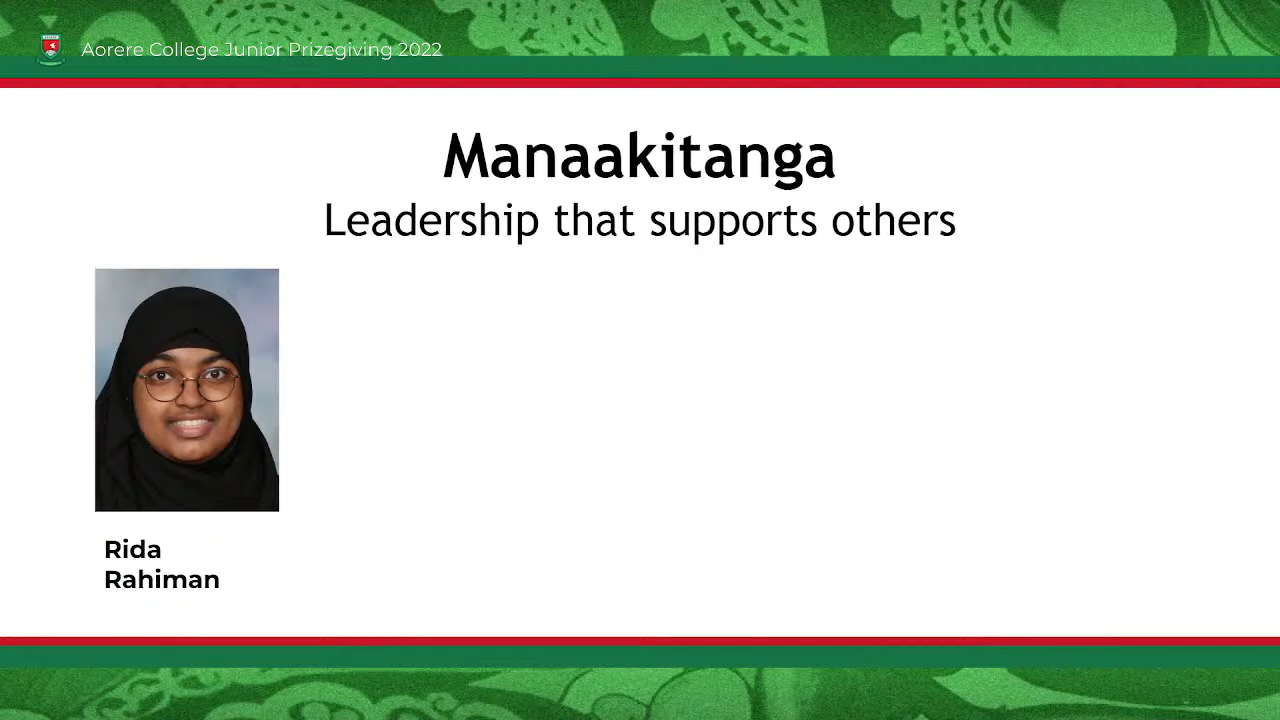 Aorere College Junior Prizegiving 2022
Manaakitanga
Leadership that supports others
Rida
Rahiman